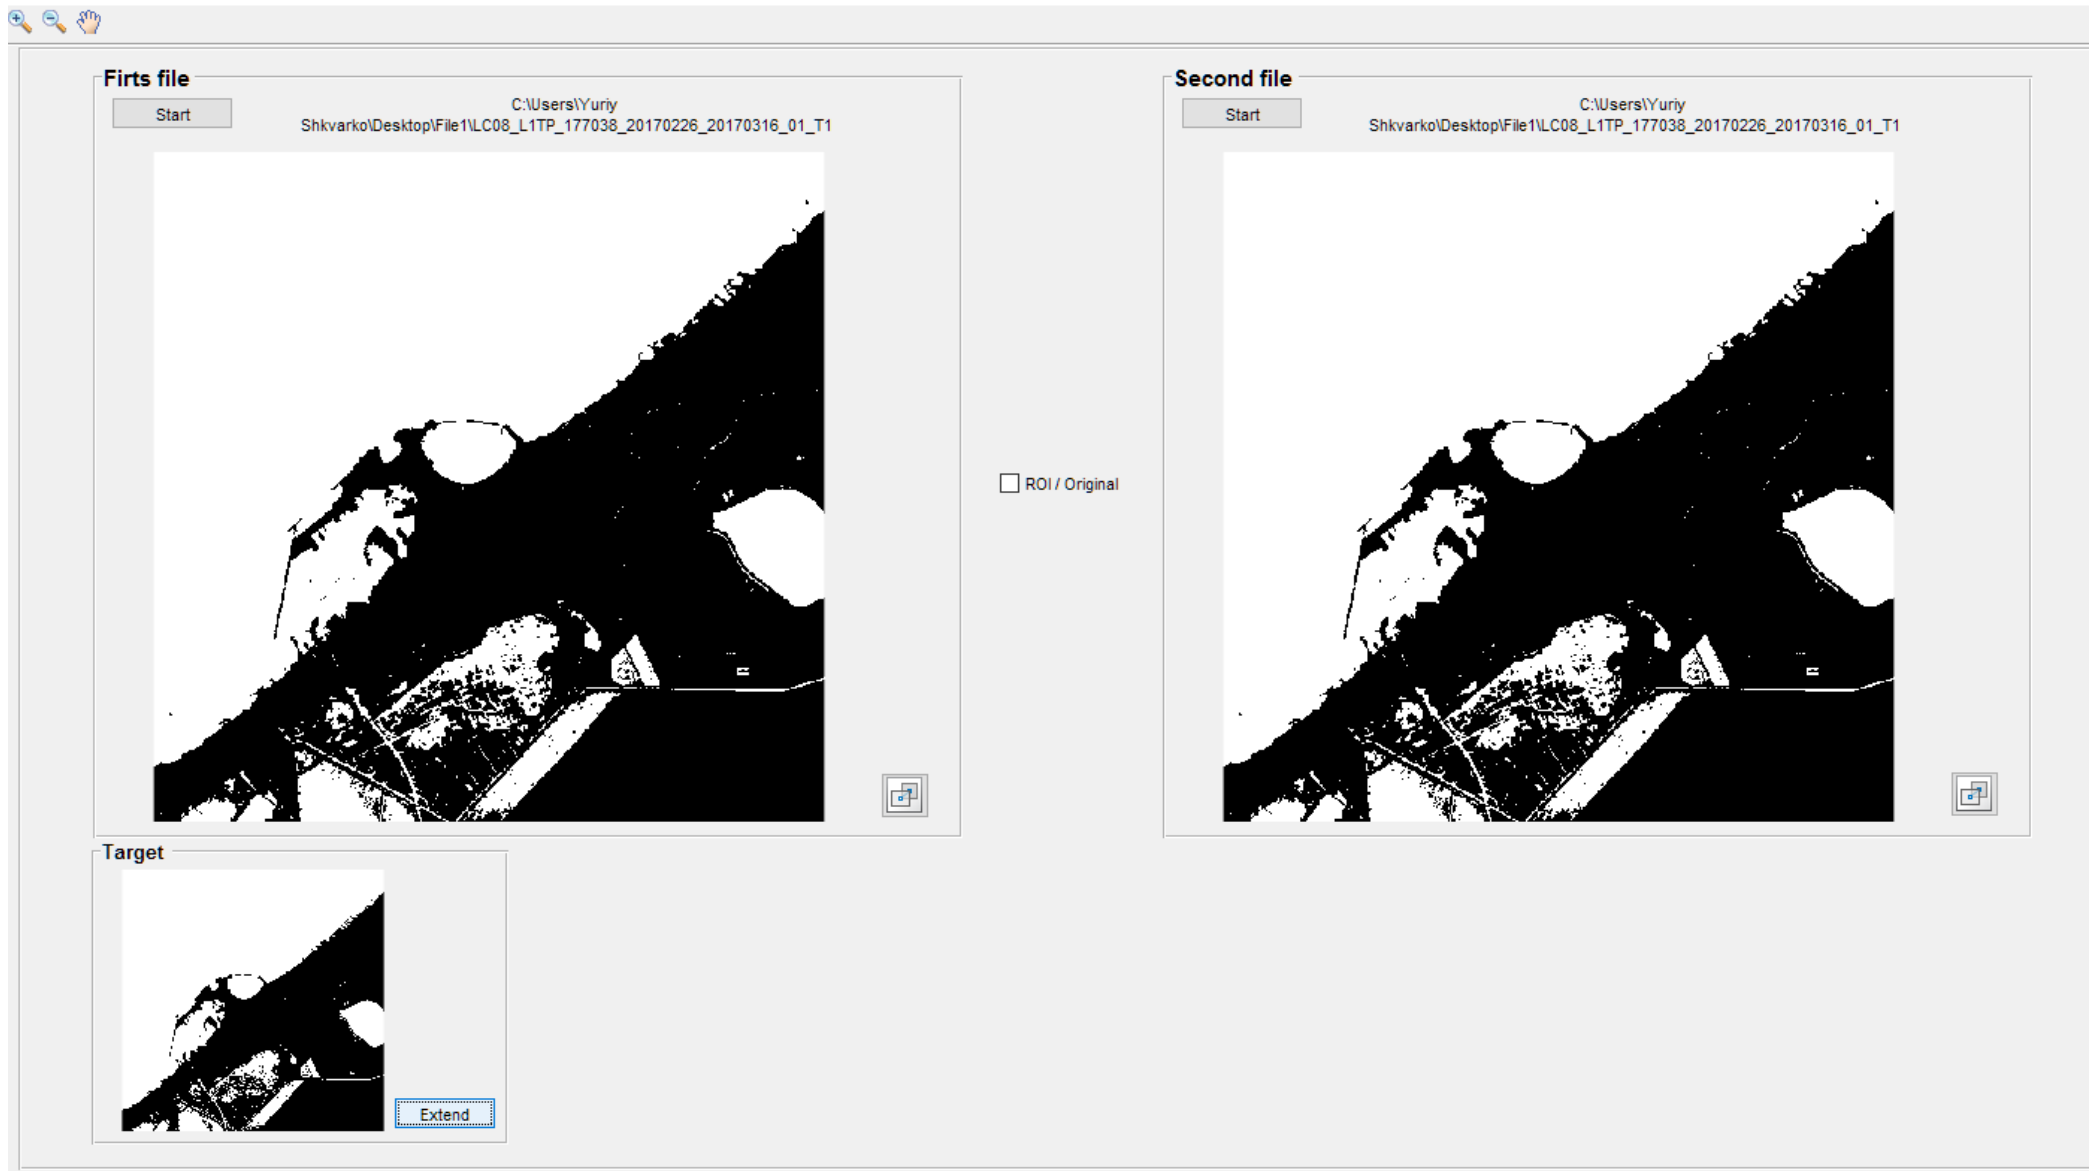 Firts file
Start
C:\Users\Yuriy
Shkvarko\Desktop\File1\LC08_L1TP_177038_20170226_20170316_01_T1
ROI / Original
Second file
Start
C:\Users\Yuriy
Shkvarko\Desktop\File1\LC08_L1TP_177038_20170226_20170316_01_T1
Target
Extend